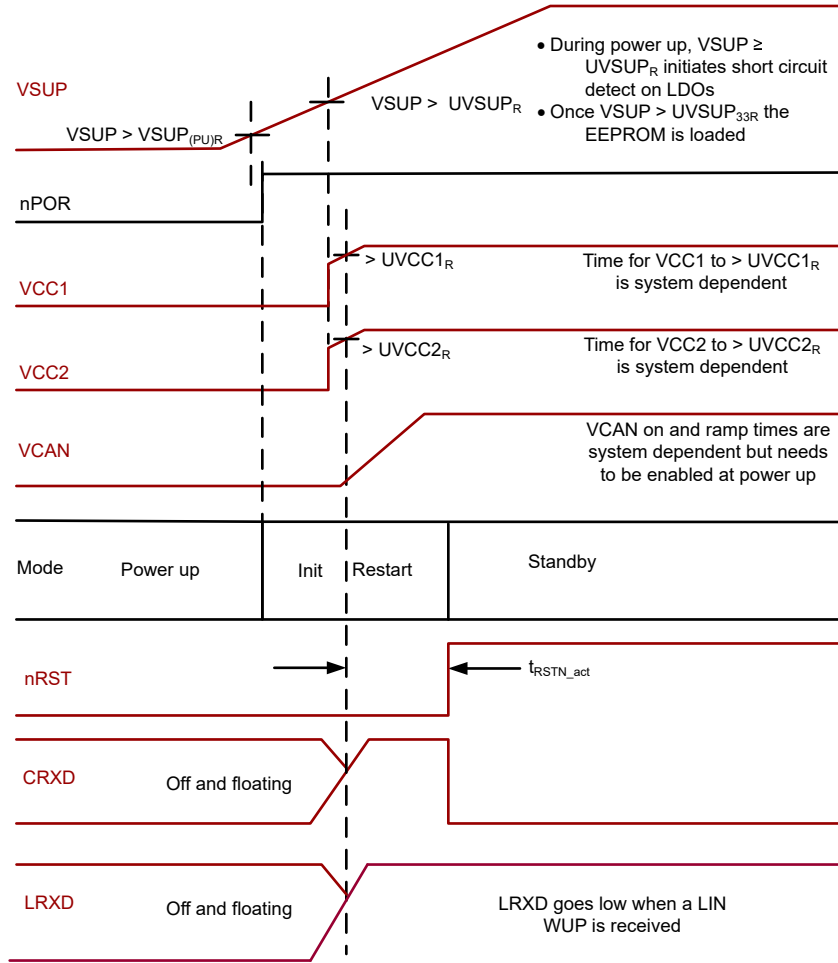 • During power up, VSUP ≥
UVSUPR initiates short circuit
detect on LDOs
• Once VSUP > UVSUP33R the
EEPROM is loaded
VSUP
VSUP > UVSUPR
VSUP > VSUP(PU)R
nPOR
> UVCC1R
Time for VCC1 to > UVCC1R
is system dependent
VCC1
> UVCC2R
Time for VCC2 to > UVCC2R
is system dependent
VCC2
VCAN
VCAN on and ramp times are
system dependent but needs
to be enabled at power up
Mode
Power up
Init
Restart
Standby
nRST
tRSTN_act
CRXD
Off and floating
LRXD
Off and floating
LRXD goes low when a LIN
WUP is received